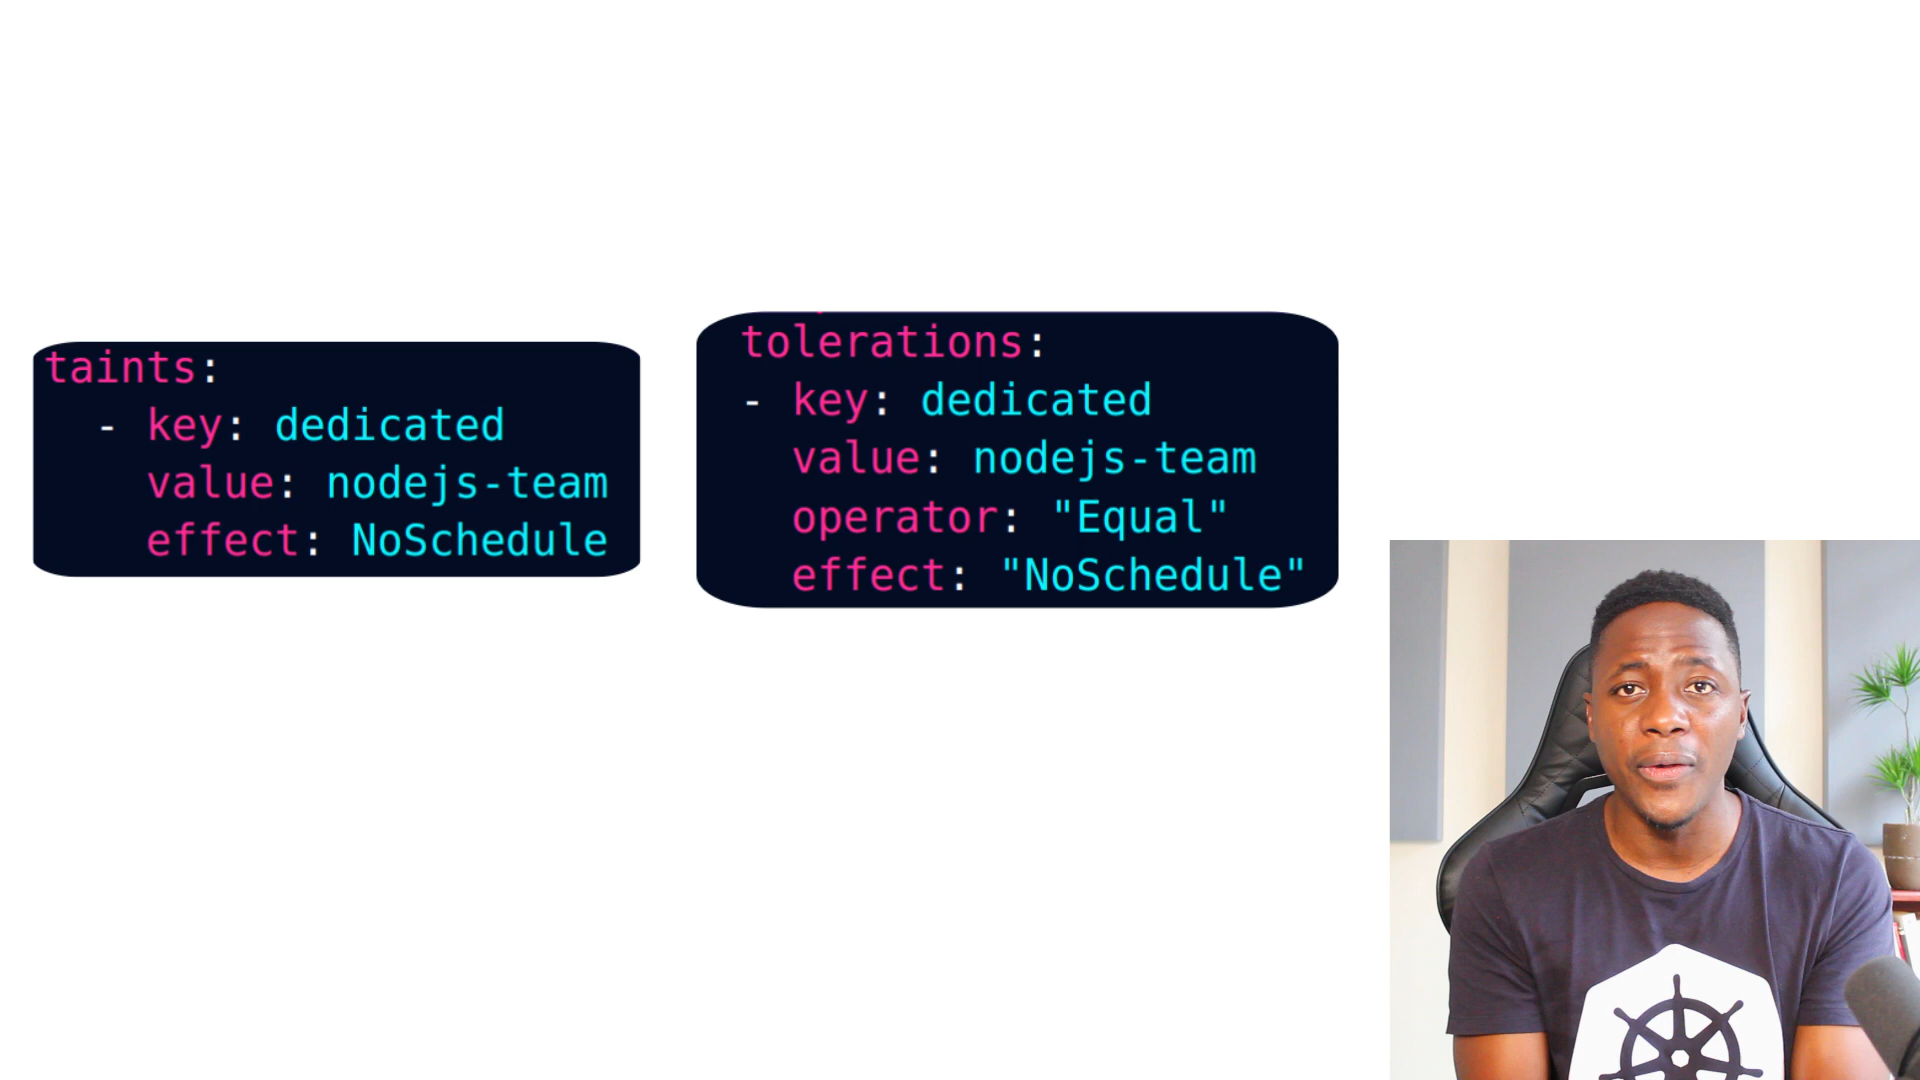 taints:
- key: dedicated
value: nodejs-team
effect: NoSchedule
tolerations:
- key: dedicated
value: nodejs-team
operator: "Equal"
effect: "NoSchedule"